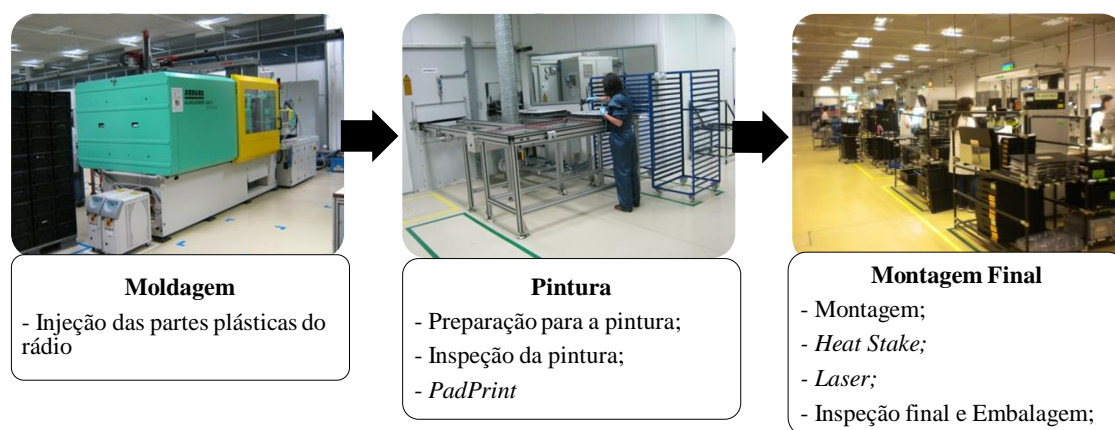 Moldagem
- Injeção das partes plásticas do
rádio
Pintura
- Preparação para a pintura;
- Inspeção da pintura;
- PadPrint
Montagem Final
- Montagem;
- Heat Stake;
- Laser;
- Inspeção final e Embalagem;